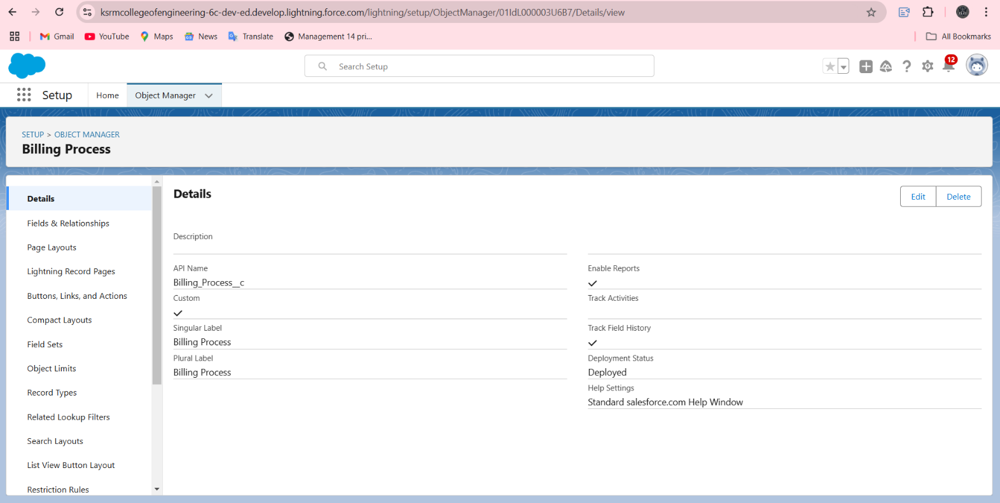 ksrmcollegeofengineering-6c-dev-ed.develop.lightning.force.com/lightning/setup/ObjectManager/01IdL000003U6B7/Details/view
Gmail YouTube Maps News Translate Management 14 pri... All Bookmarks
Search Setup
12
Setup Home Object Manager
SETUP > OBJECT MANAGER
Billing Process
Details
Fields & Relationships
Page Layouts
Lightning Record Pages
Buttons, Links, and Actions
Compact Layouts
Field Sets
Object Limits
Record Types
Related Lookup Filters
Search Layouts
List View Button Layout
Restriction Rules
Details
Edit Delete
Description
API Name
Billing_Process__c
Custom
Singular Label
Billing Process
Plural Label
Billing Process
Enable Reports
Track Activities
Track Field History
Deployment Status
Deployed
Help Settings
Standard salesforce.com Help Window